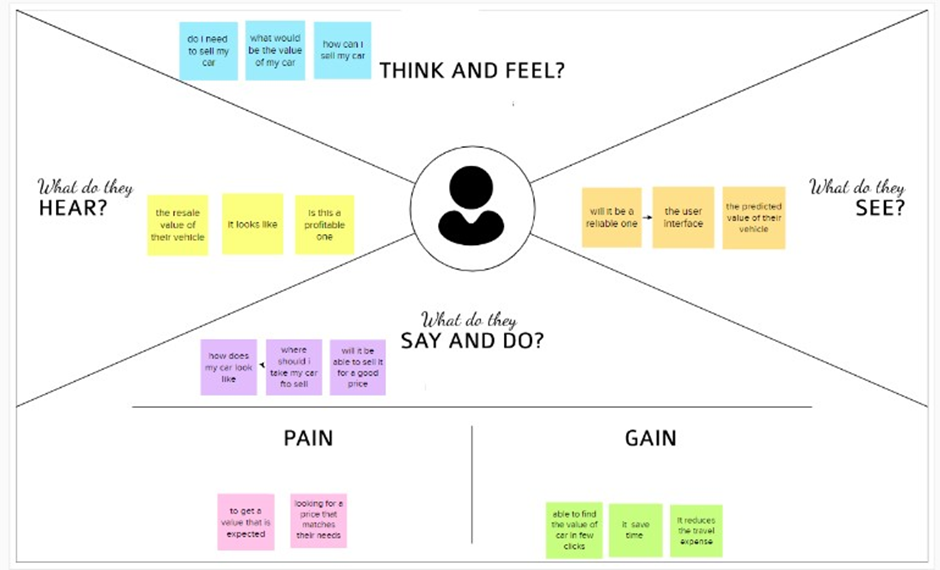 do i need
to sell my
car
what would
be the value
of my car
how can i
sell my car
THINK AND FEEL?
What do they
HEAR?
the resale
value of
their vehicle
it looks like
Is this a
profitable
one
will it be a
reliable one
the user
interface
the predicted
value of their
vehicle
What do they
SEE?
What do they
SAY AND DO?
how does
my car look
like
where
should i
take my car
fto sell
will it be
able to sell it
for a good
price
PAIN
to get a
value that is
expected
looking for a
price that
matches
their needs
GAIN
able to find
the value of
car in few
clicks
it save
time
It reduces
the travel
expense